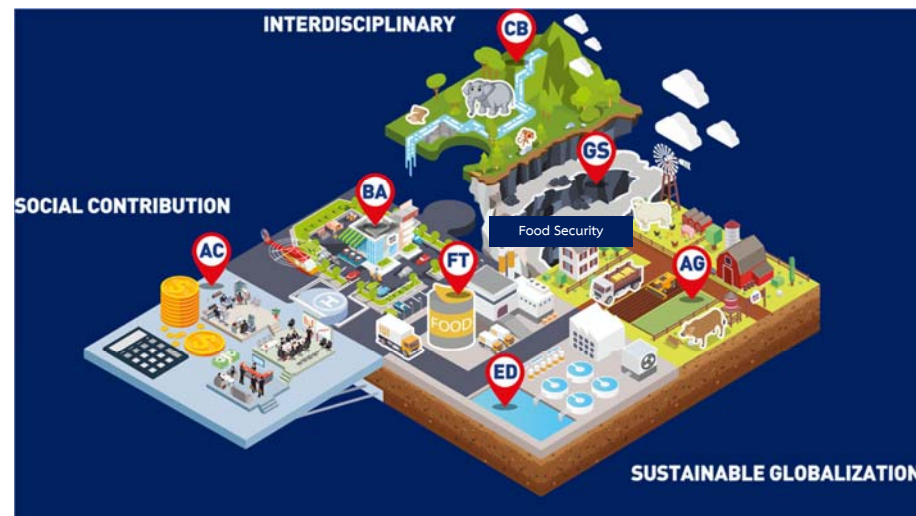 INTERDISCIPLINARY
CB
GS
SOCIAL CONTRIBUTION
BA
Food Security
AC
FT
AG
FOOD
ED
H
SUSTAINABLE GLOBALIZATION